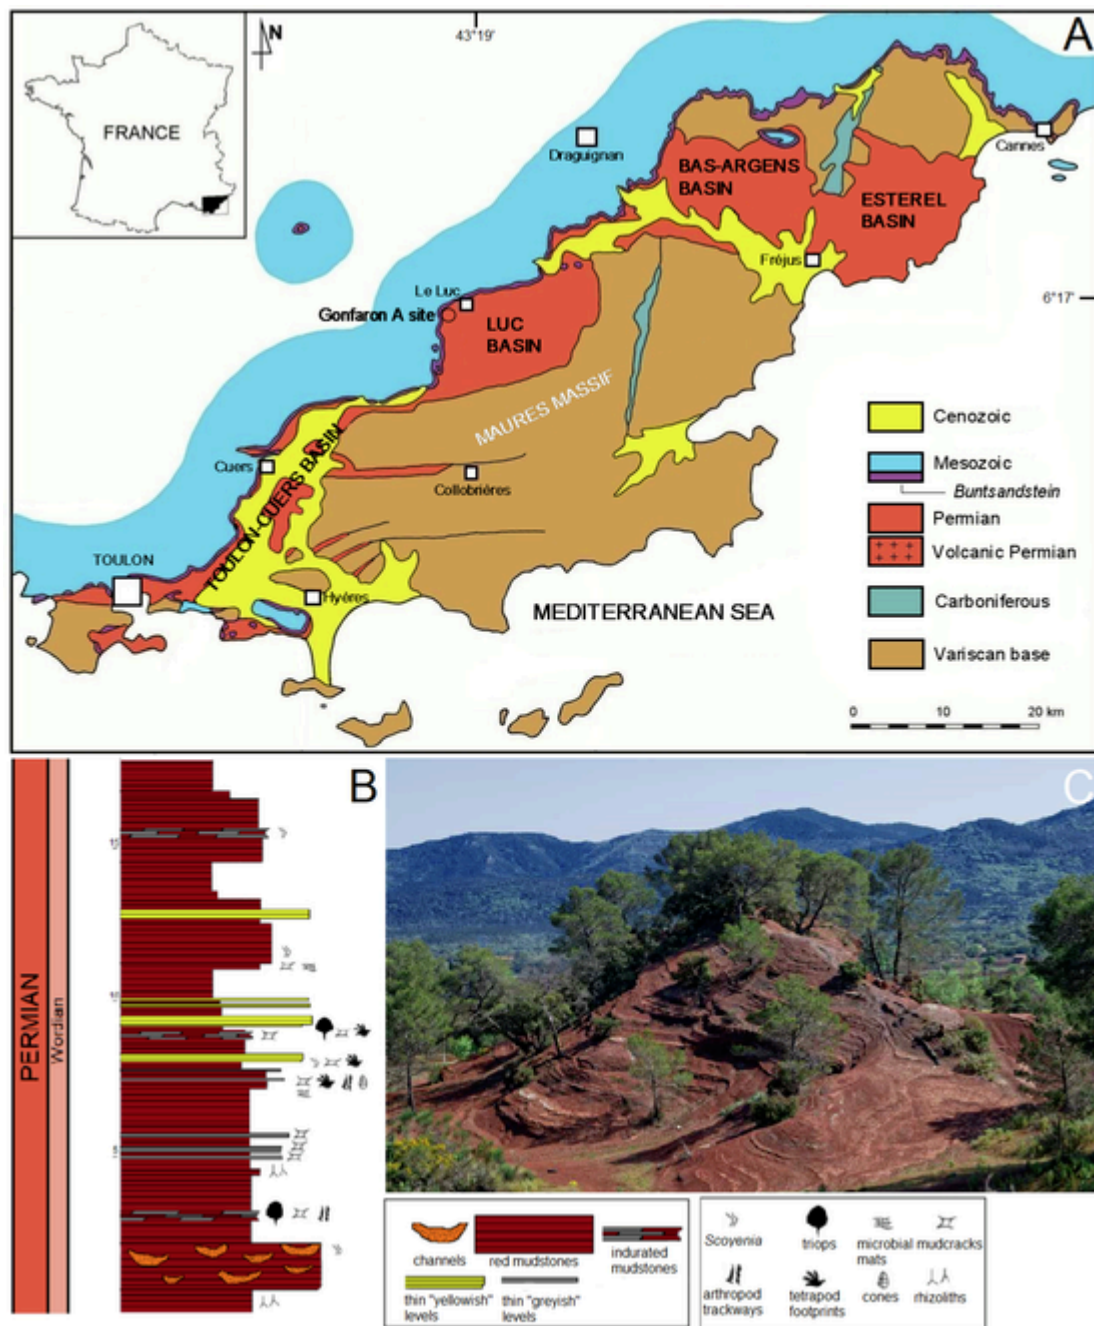 A
43°19'
N
FRANCE
Draguignan
Cannes
BAS-ARGENS
BASIN
ESTEREL
BASIN
Fréjus
6°17'
Le Luc
Gonfaron A site
LUC
BASIN
MAURES MASSIF
TOULON-CUERS BASIN
Cuers
Collobrières
TOULON
Hyères
MEDITERRANEAN SEA
Cenozoic
Mesozoic
Buntsandstein
Permian
Volcanic Permian
Carboniferous
Variscan base
0 10 20 km
B
C
PERMIAN
Wordian
channels
red mudstones
indurated
mudstones
thin "yellowish"
levels
thin "greyish"
levels
Scoyenia
triops
microbial
mats
mudcracks
arthropod
trackways
tetrapod
footprints
cones
rhizoliths